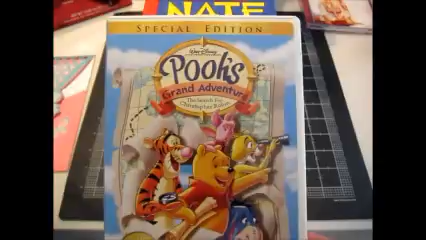 NATE
SPECIAL EDITION
WALT DISNEY
Pooh's
Grand Adventure
The Search For
Christopher Robin